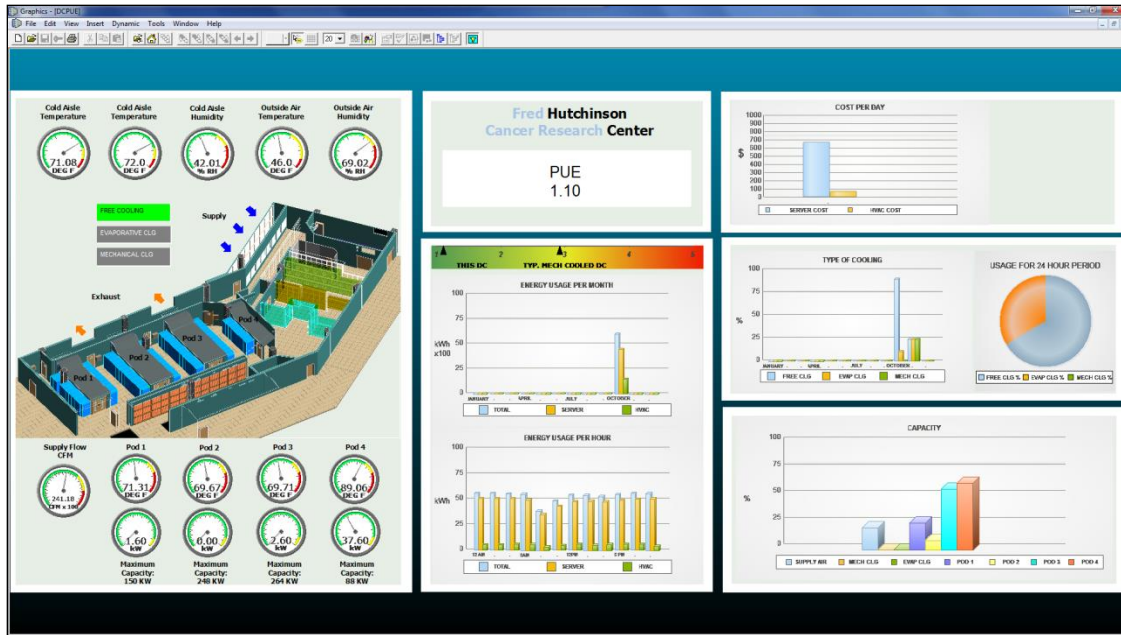 Graphics - [DCPUE]
File Edit View Insert Dynamic Tools Window Help
20
Cold Aisle
Temperature
71.08
DEG F
Cold Aisle
Temperature
72.0
DEG F
Cold Aisle
Humidity
42.01
% RH
Outside Air
Temperature
46.0
DEG F
Outside Air
Humidity
69.02
% RH
FREE COOLING
EVAPORATIVE CLG
MECHANICAL CLG
Supply
Exhaust
Pod 1
Pod 2
Pod 3
Pod 4
Supply Flow
CFM
241.18
CFM x 100
Pod 1
71.31
DEG F
1.60
kW
Maximum
Capacity:
150 KW
Pod 2
69.67
DEG F
0.00
kW
Maximum
Capacity:
248 KW
Pod 3
69.71
DEG F
2.60
kW
Maximum
Capacity:
264 KW
Pod 4
89.06
DEG F
37.60
kW
Maximum
Capacity:
88 KW
Fred Hutchinson
Cancer Research Center
PUE
1.10
1 2 3 4 5
THIS DC TYP. MECH COOLED DC
ENERGY USAGE PER MONTH
100
75
50
25
0
kWh
x100
JANUARY . . APRIL . . JULY . . OCTOBER . .
TOTAL SERVER HVAC
ENERGY USAGE PER HOUR
100
75
50
25
0
kWh
TOTAL SERVER HVAC
COST PER DAY
1000
900
800
700
600
500
400
300
200
100
0
$
SERVER COST HVAC COST
TYPE OF COOLING
100
75
50
25
0
%
JANUARY . . APRIL . . JULY . . OCTOBER . .
FREE CLG EVAP CLG MECH CLG
USAGE FOR 24 HOUR PERIOD
FREE CLG % EVAP CLG % MECH CLG %
CAPACITY
100
75
50
25
0
%
SUPPLY AIR MECH CLG EVAP CLG POD 1 POD 2 POD 3 POD 4